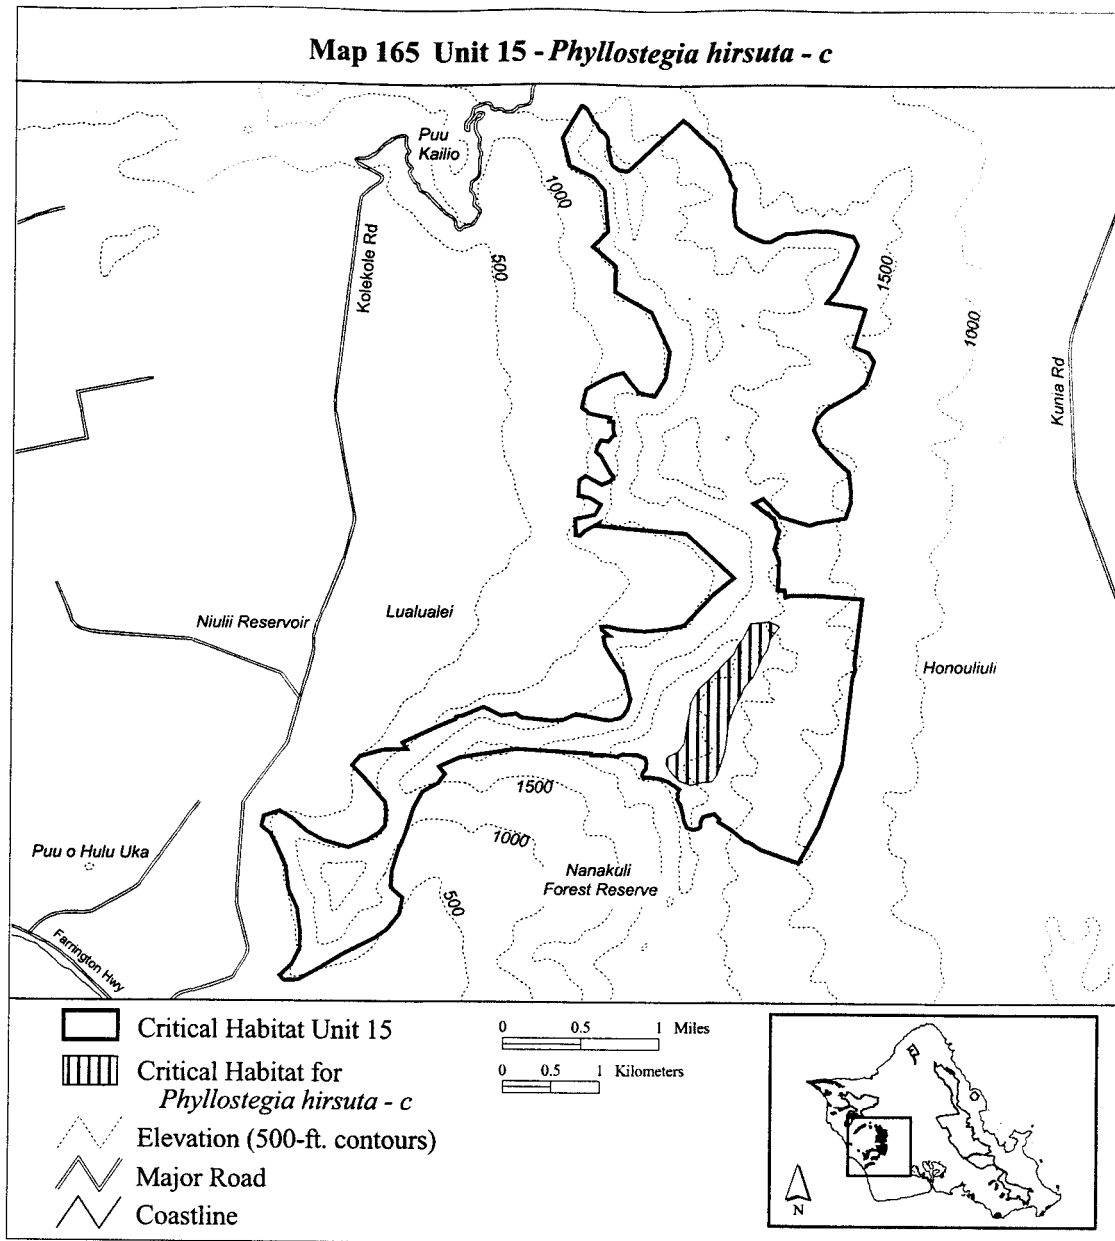 Map 165 Unit 15 - Phyllostegia hirsuta - c
Puu
Kailio
1000
500
Kolekole Rd
1500
1000
Kunia Rd
Niulii Reservoir
Lualualei
Honouliuli
1500
1000
Puu o Hulu Uka
Nanakuli
Forest Reserve
500
Farrington Hwy
Critical Habitat Unit 15
Critical Habitat for
Phyllostegia hirsuta - c
Elevation (500-ft. contours)
Major Road
Coastline
0 0.5 1 Miles
0 0.5 1 Kilometers
N